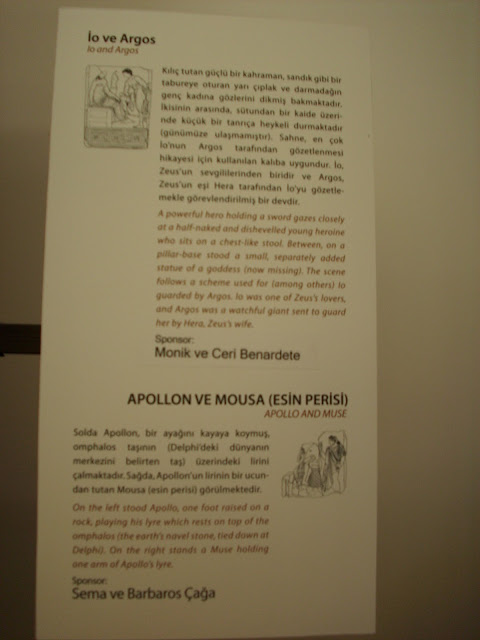 İo ve Argos
Io and Argos
Kılıç tutan güçlü bir kahraman, sandık gibi bir
tabureye oturan yarı çıplak ve darmadağın
genç kadına gözlerini dikmiş bakmaktadır.
İkisinin arasında, sütundan bir kaide üzeri-
nde küçük bir tanrıça heykeli durmaktadır
(günümüze ulaşmamıştır). Sahne, en çok
İo'nun Argos tarafından gözetlenmesi
hikayesi için kullanılan kalıba uygundur. İo,
Zeus'un sevgililerinden biridir ve Argos,
Zeus'un eşi Hera tarafından İo'yu gözetle-
mekle görevlendirilmiş bir devdir.
A powerful hero holding a sword gazes closely
at a half-naked and dishevelled young heroine
who sits on a chest-like stool. Between, on a
pillar-base stood a small, separately added
statue of a goddess (now missing). The scene
follows a scheme used for (among others) Io
guarded by Argos. Io was one of Zeus's lovers,
and Argos was a watchful giant sent to guard
her by Hera, Zeus's wife.
Sponsor:
Monik ve Ceri Benardete
APOLLON VE MOUSA (ESİN PERİSİ)
APOLLO AND MUSE
Solda Apollon, bir ayağını kayaya koymuş,
omphalos taşının (Delphi'deki dünyanın
merkezini belirten taş) üzerindeki lirini
çalmaktadır. Sağda, Apollon'un lirinin bir ucun-
dan tutan Mousa (esin perisi) görülmektedir.
On the left stood Apollo, one foot raised on a
rock, playing his lyre which rests on top of the
omphalos (the earth's navel stone, tied down at
Delphi). On the right stands a Muse holding
one arm of Apollo's lyre.
Sponsor:
Sema ve Barbaros Çağa